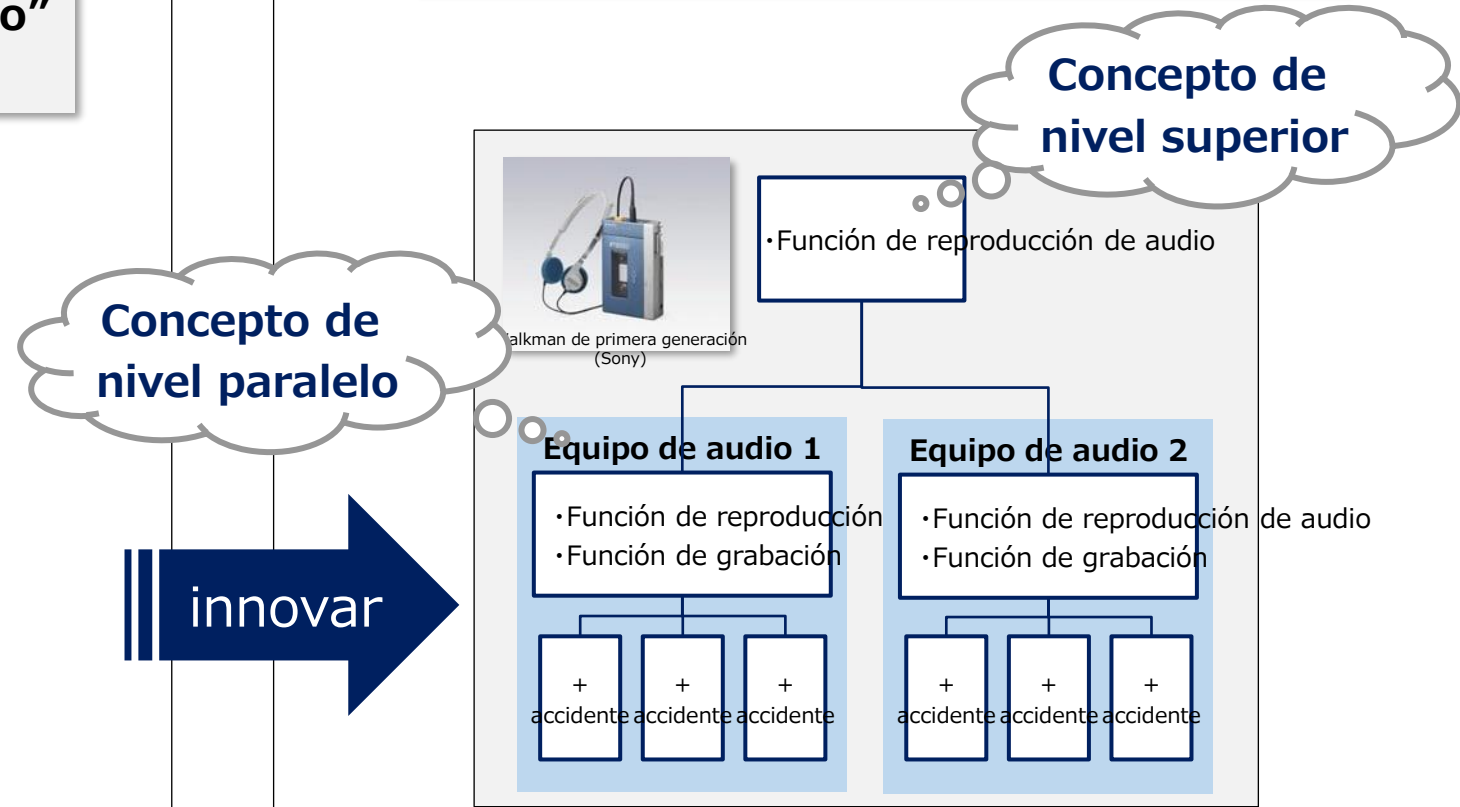 o”
Concepto de
nivel superior
・Función de reproducción de audio
alkman de primera generación
(Sony)
Concepto de
nivel paralelo
Equipo de audio 1
・Función de reproducción
・Función de grabación
Equipo de audio 2
・Función de reproducción de audio
・Función de grabación
innovar
+
accidente
+
accidente
+
accidente
+
accidente
+
accidente
+
accidente